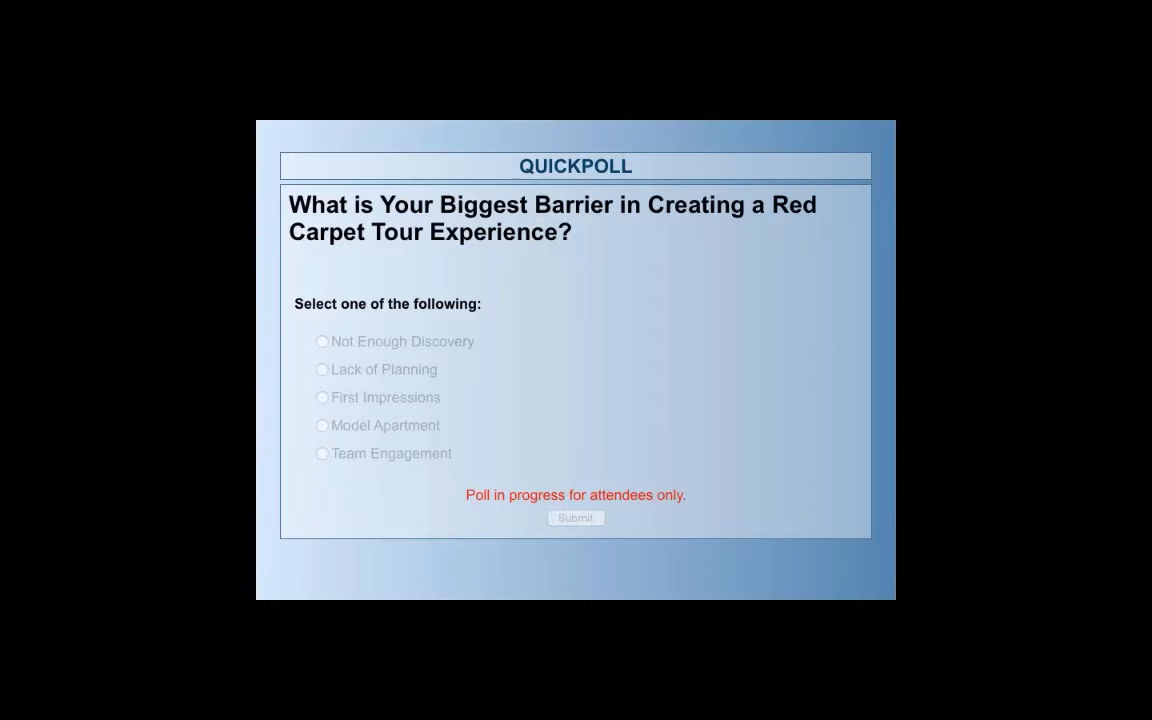 QUICKPOLL
What is Your Biggest Barrier in Creating a Red
Carpet Tour Experience?
Select one of the following:
Not Enough Discovery
Lack of Planning
First Impressions
Model Apartment
Team Engagement
Poll in progress for attendees only.
Submit